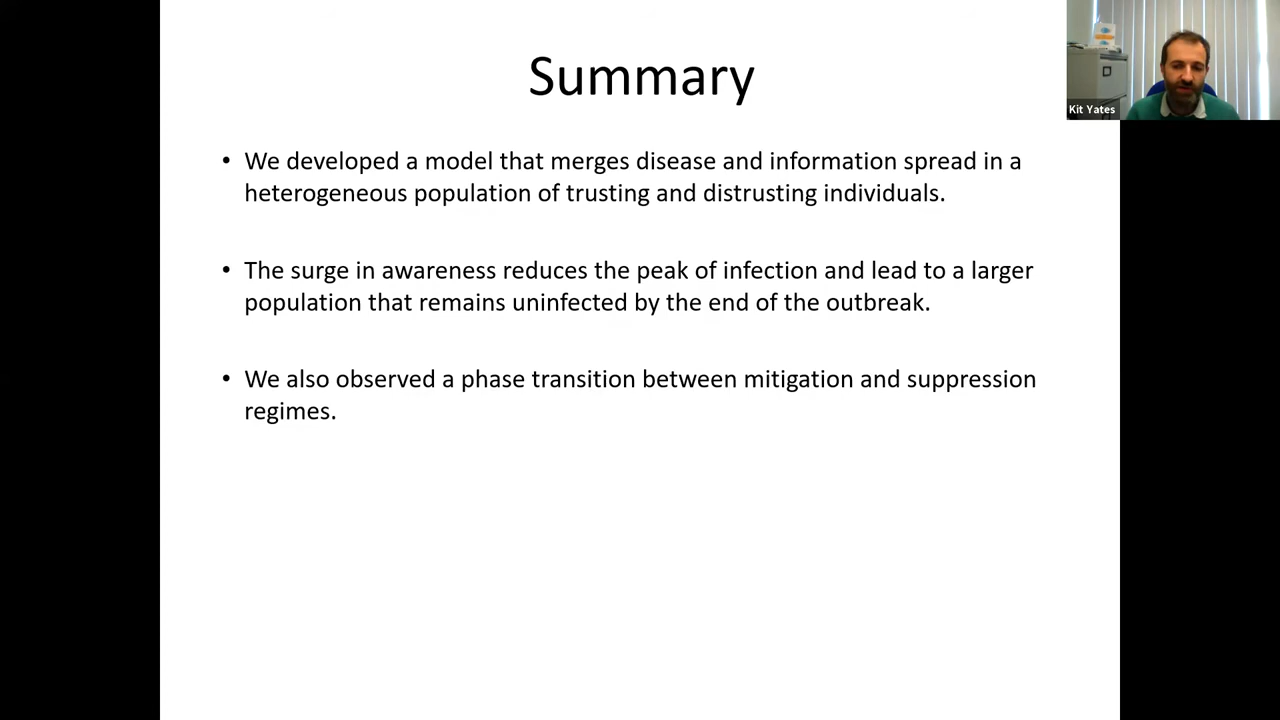 Summary
Kit Yates
• We developed a model that merges disease and information spread in a
heterogeneous population of trusting and distrusting individuals.
• The surge in awareness reduces the peak of infection and lead to a larger
population that remains uninfected by the end of the outbreak.
• We also observed a phase transition between mitigation and suppression
regimes.